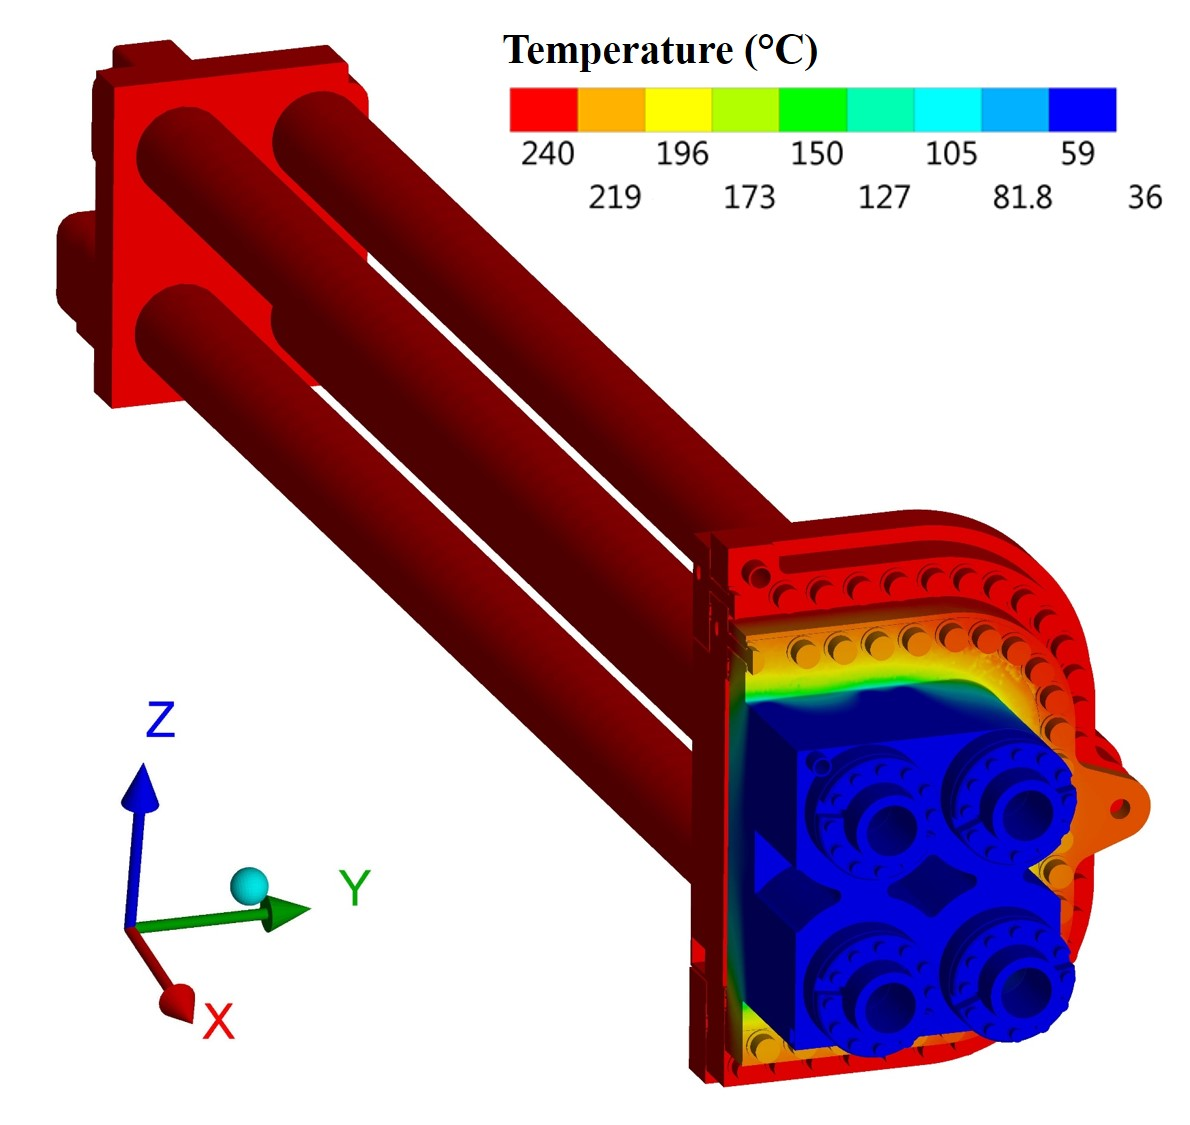 Temperature (°C)
240 196 150 105 59
219 173 127 81.8 36
Z
Y
X